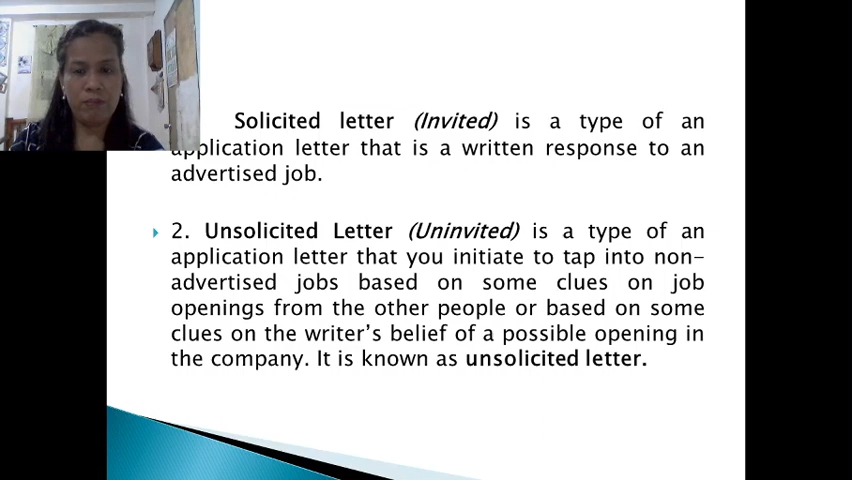 Solicited letter (Invited) is a type of an
application letter that is a written response to an
advertised job.
2. Unsolicited Letter (Uninvited) is a type of an
application letter that you initiate to tap into non-
advertised jobs based on some clues on job
openings from the other people or based on some
clues on the writer's belief of a possible opening in
the company. It is known as unsolicited letter.